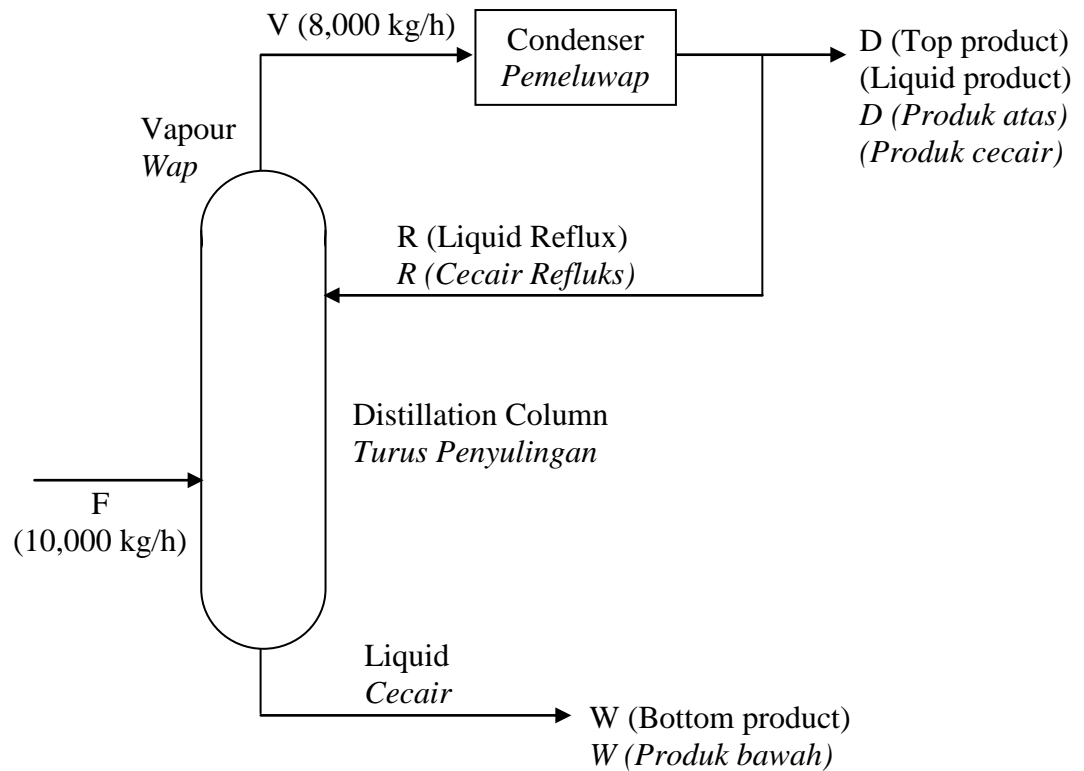 V (8,000 kg/h)
Condenser
Pemeluwap
D (Top product)
(Liquid product)
D (Produk atas)
(Produk cecair)
Vapour
Wap
R (Liquid Reflux)
R (Cecair Refluks)
Distillation Column
Turus Penyulingan
F
(10,000 kg/h)
Liquid
Cecair
W (Bottom product)
W (Produk bawah)